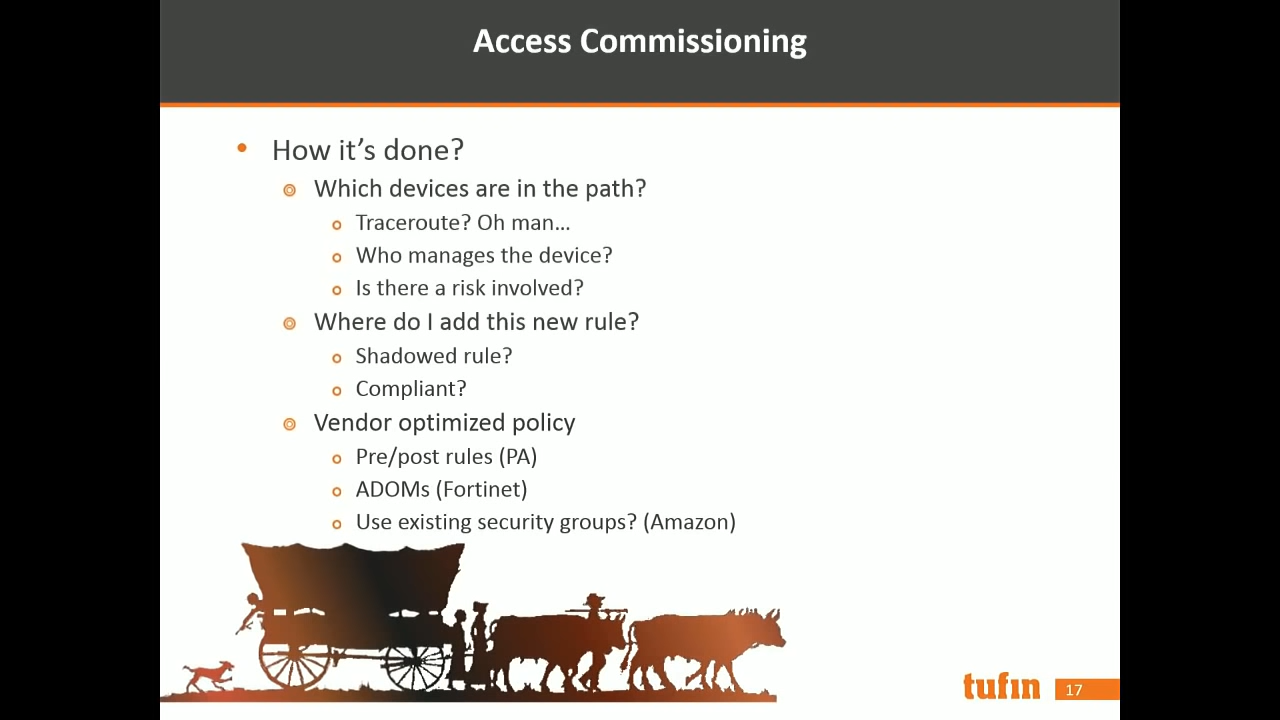 Access Commissioning
How it's done?
Which devices are in the path?
Traceroute? Oh man...
Who manages the device?
Is there a risk involved?
Where do I add this new rule?
Shadowed rule?
Compliant?
Vendor optimized policy
Pre/post rules (PA)
ADOMs (Fortinet)
Use existing security groups? (Amazon)
tufin
17